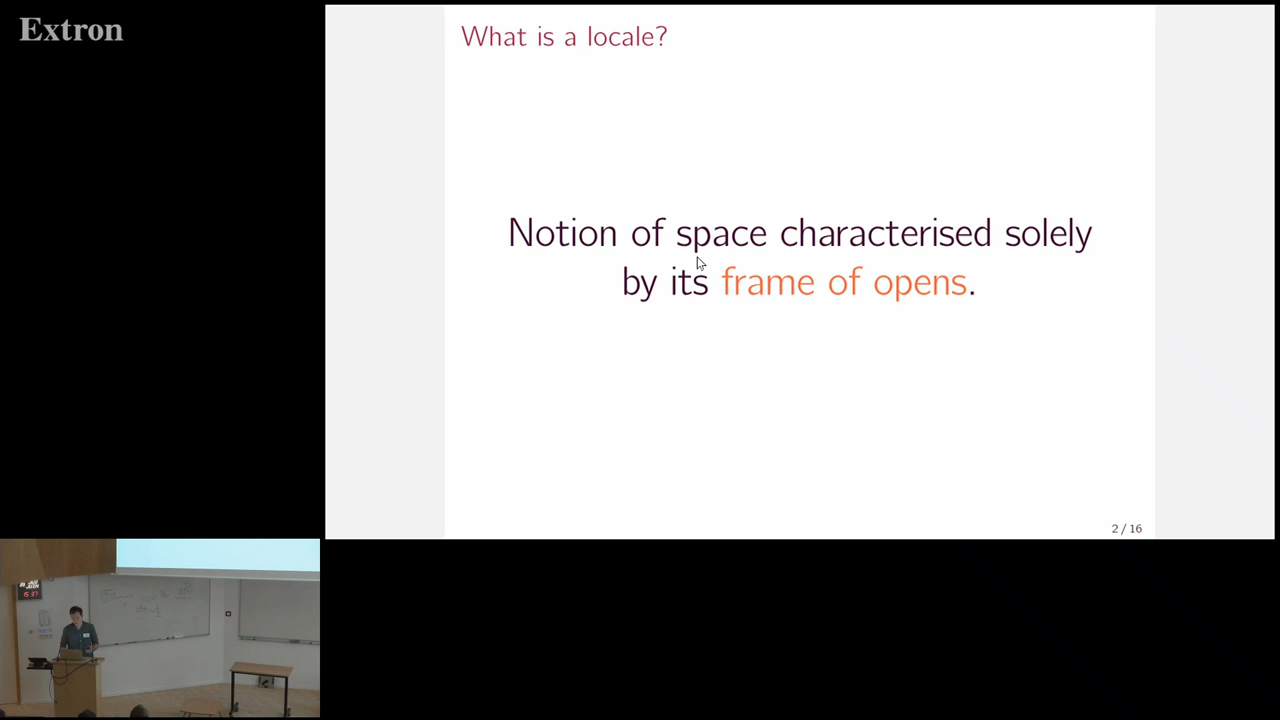 Extron
What is a locale?
Notion of space characterised solely
by its frame of opens.
2 / 16